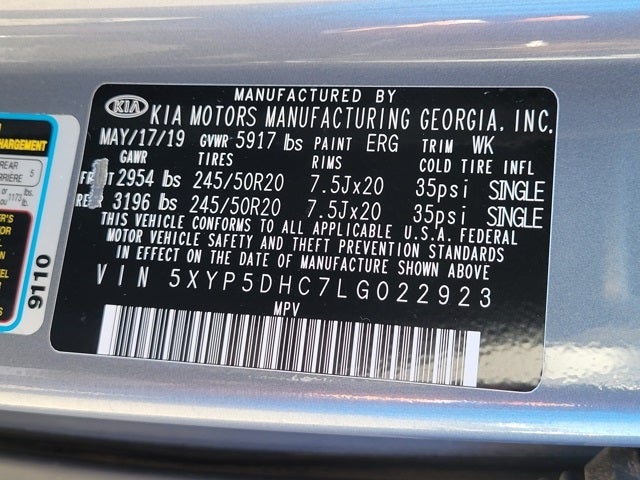 MANUFACTURED BY
KIA KIA MOTORS MANUFACTURING GEORGIA, INC.
MAY/17/19 GVWR 5917 lbs PAINT ERG TRIM WK
GAWR TIRES RIMS COLD TIRE INFL
2954 lbs 245/50R20 7.5Jx20 35psi SINGLE
3196 lbs 245/50R20 7.5Jx20 35psi SINGLE
THIS VEHICLE CONFORMS TO ALL APPLICABLE U.S.A. FEDERAL
MOTOR VEHICLE SAFETY AND THEFT PREVENTION STANDARDS
IN EFFECT ON THE DATE OF MANUFACTURE SHOWN ABOVE
VIN 5XYP5DHC7LG022923
MPV
REAR 5
9110